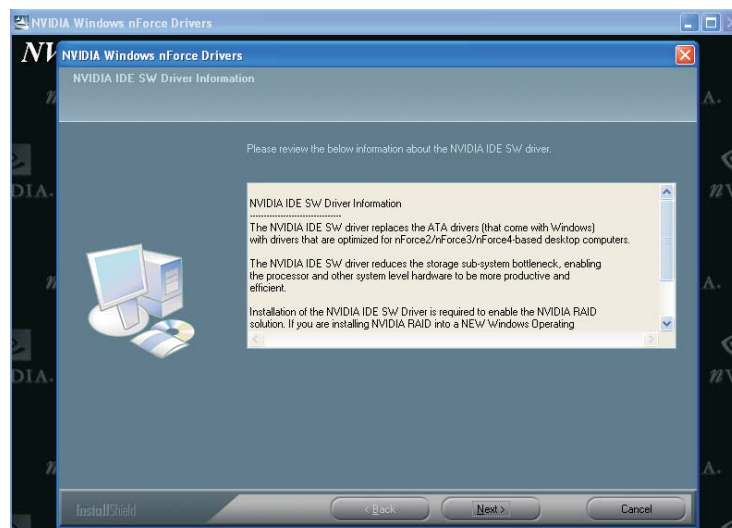 NVIDIA Windows nForce Drivers
NVIDIA Windows nForce Drivers
NVIDIA IDE SW Driver Information
Please review the below information about the NVIDIA IDE SW driver.
NVIDIA IDE SW Driver Information
--------------------------------
The NVIDIA IDE SW driver replaces the ATA drivers (that come with Windows)
with drivers that are optimized for nForce2/nForce3/nForce4-based desktop computers.
The NVIDIA IDE SW driver reduces the storage sub-system bottleneck, enabling
the processor and other system level hardware to be more productive and
efficient.
Installation of the NVIDIA IDE SW Driver is required to enable the NVIDIA RAID
solution. If you are installing NVIDIA RAID into a NEW Windows Operating
InstallShield
< Back
Next >
Cancel